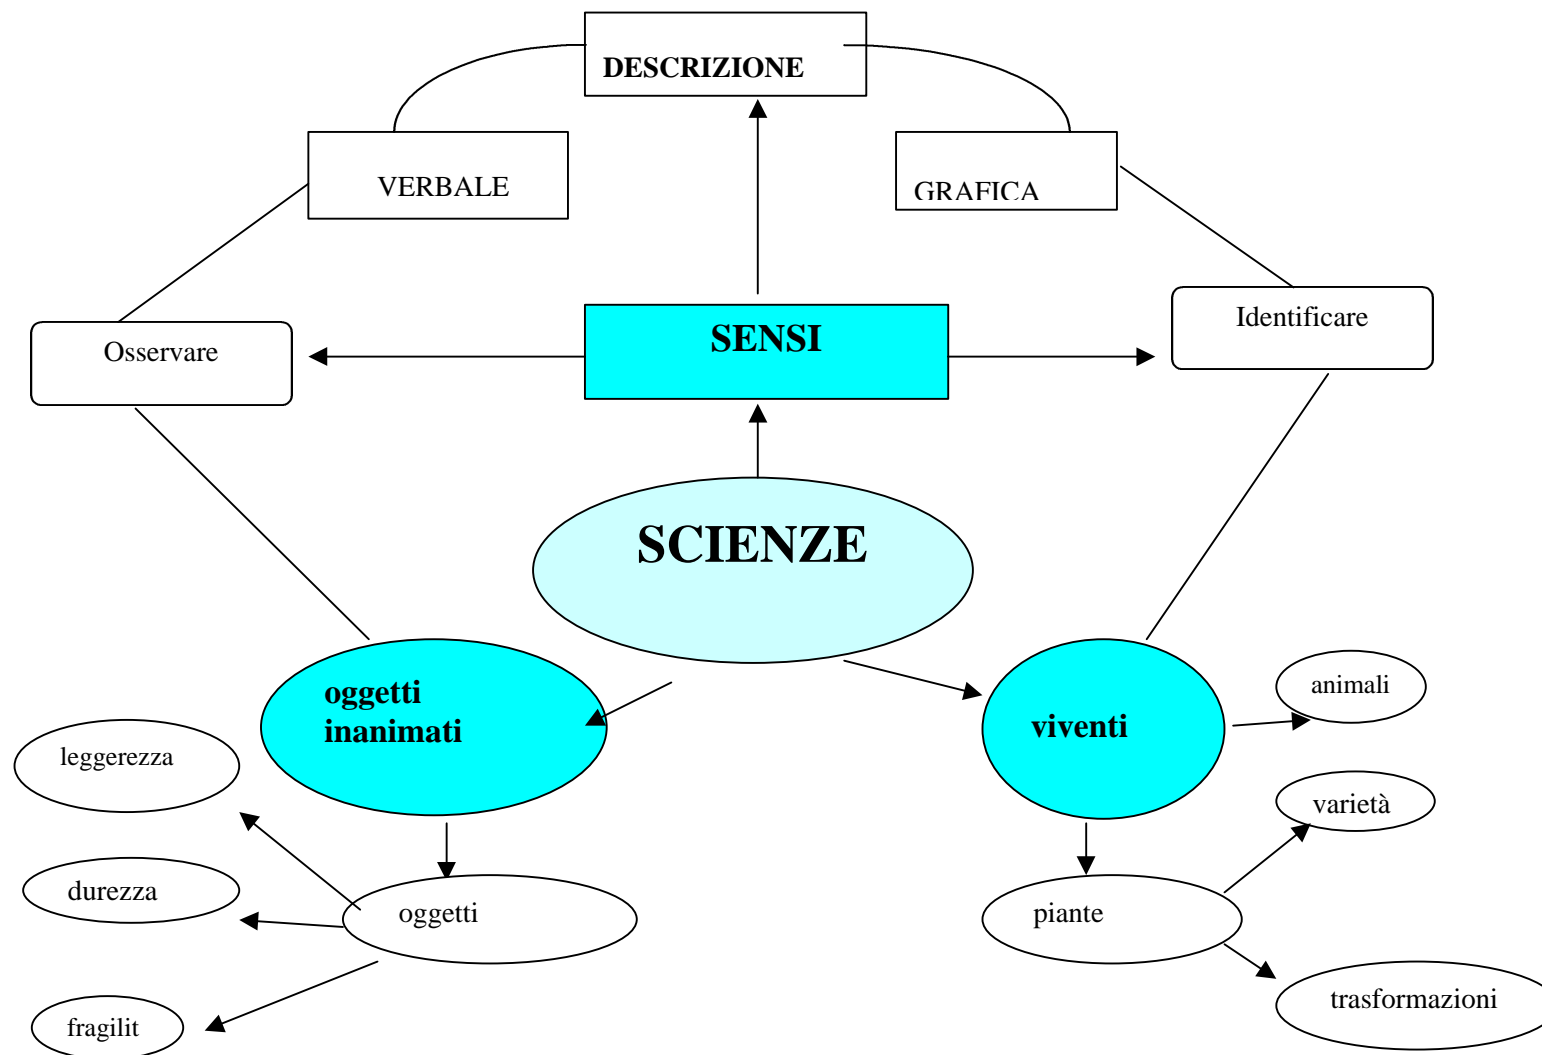 DESCRIZIONE
VERBALE
GRAFICA
Osservare
SENSI
Identificare
SCIENZE
oggetti
inanimati
viventi
animali
leggerezza
varietà
durezza
oggetti
piante
trasformazioni
fragilit